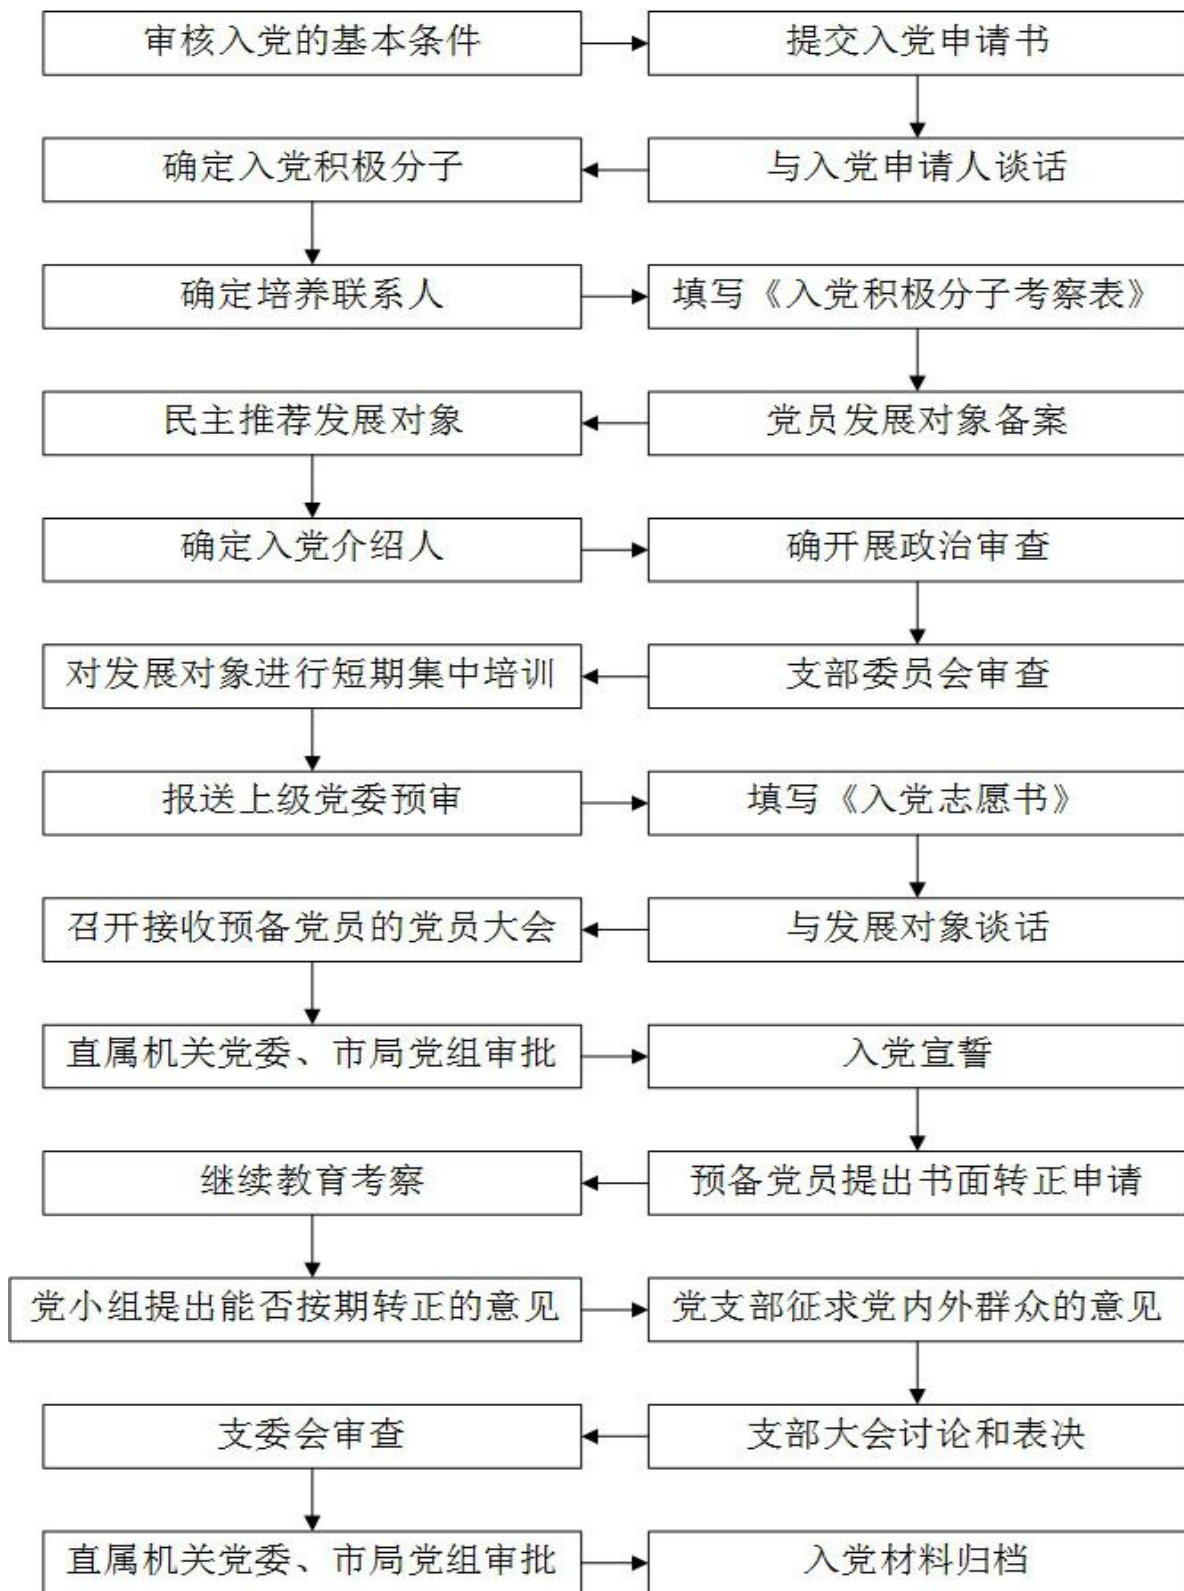 审核入党的基本条件
提交入党申请书
与入党申请人谈话
确定入党积极分子
确定培养联系人
填写《入党积极分子考察表》
党员发展对象备案
民主推荐发展对象
确定入党介绍人
确开展政治审查
支部委员会审查
对发展对象进行短期集中培训
报送上级党委预审
填写《入党志愿书》
与发展对象谈话
召开接收预备党员的党员大会
直属机关党委、市局党组审批
入党宣誓
预备党员提出书面转正申请
继续教育考察
党小组提出能否按期转正的意见
党支部征求党内外群众的意见
支部大会讨论和表决
支委会审查
直属机关党委、市局党组审批
入党材料归档